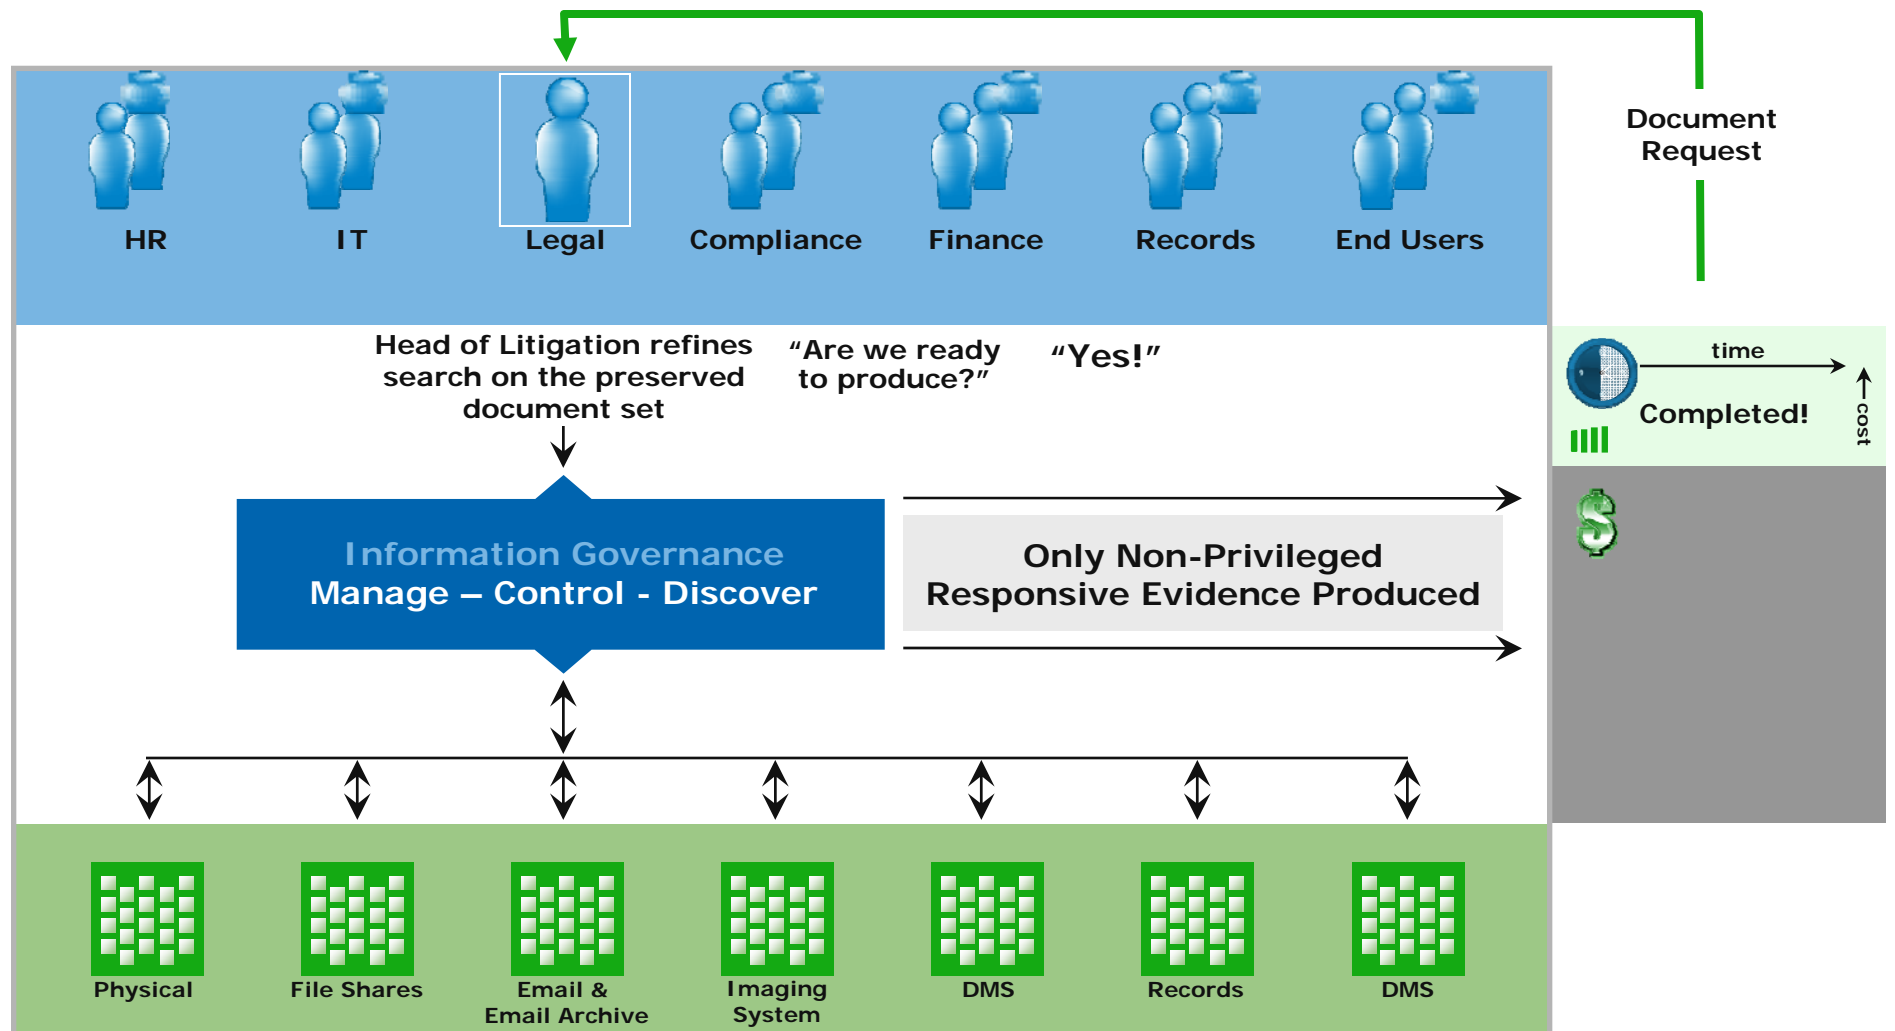 Document
Request
HR
IT
Legal
Compliance
Finance
Records
End Users
Head of Litigation refines
search on the preserved
document set
“Are we ready
to produce?”
“Yes!”
time
Completed!
cost
$
Information Governance
Manage – Control - Discover
Only Non-Privileged
Responsive Evidence Produced
Physical
File Shares
Email &
Email Archive
Imaging
System
DMS
Records
DMS